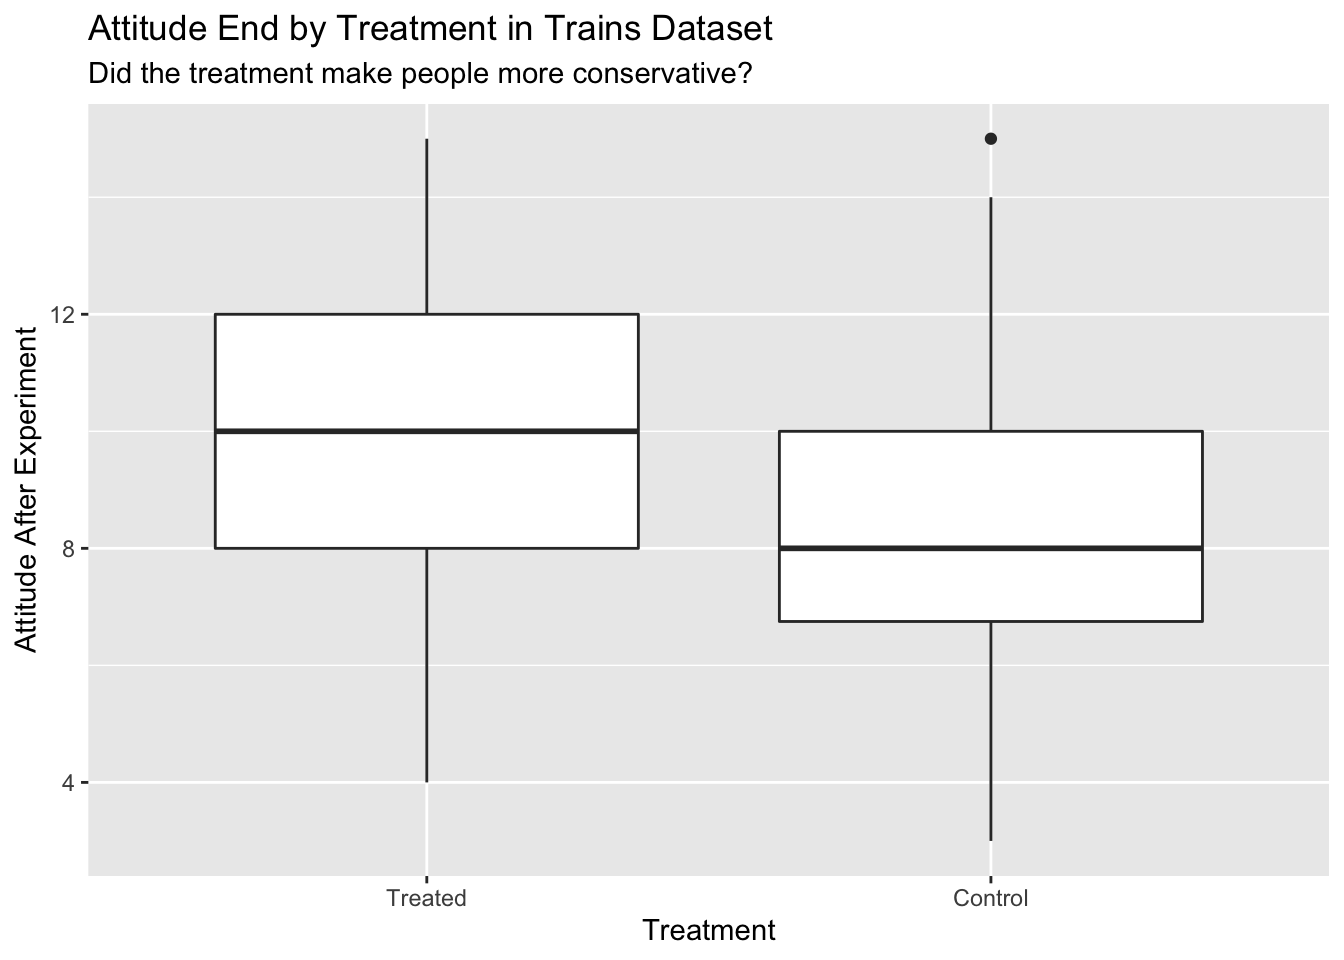 Attitude End by Treatment in Trains Dataset
Did the treatment make people more conservative?
Attitude After Experiment
12
8
4
Treated
Control
Treatment